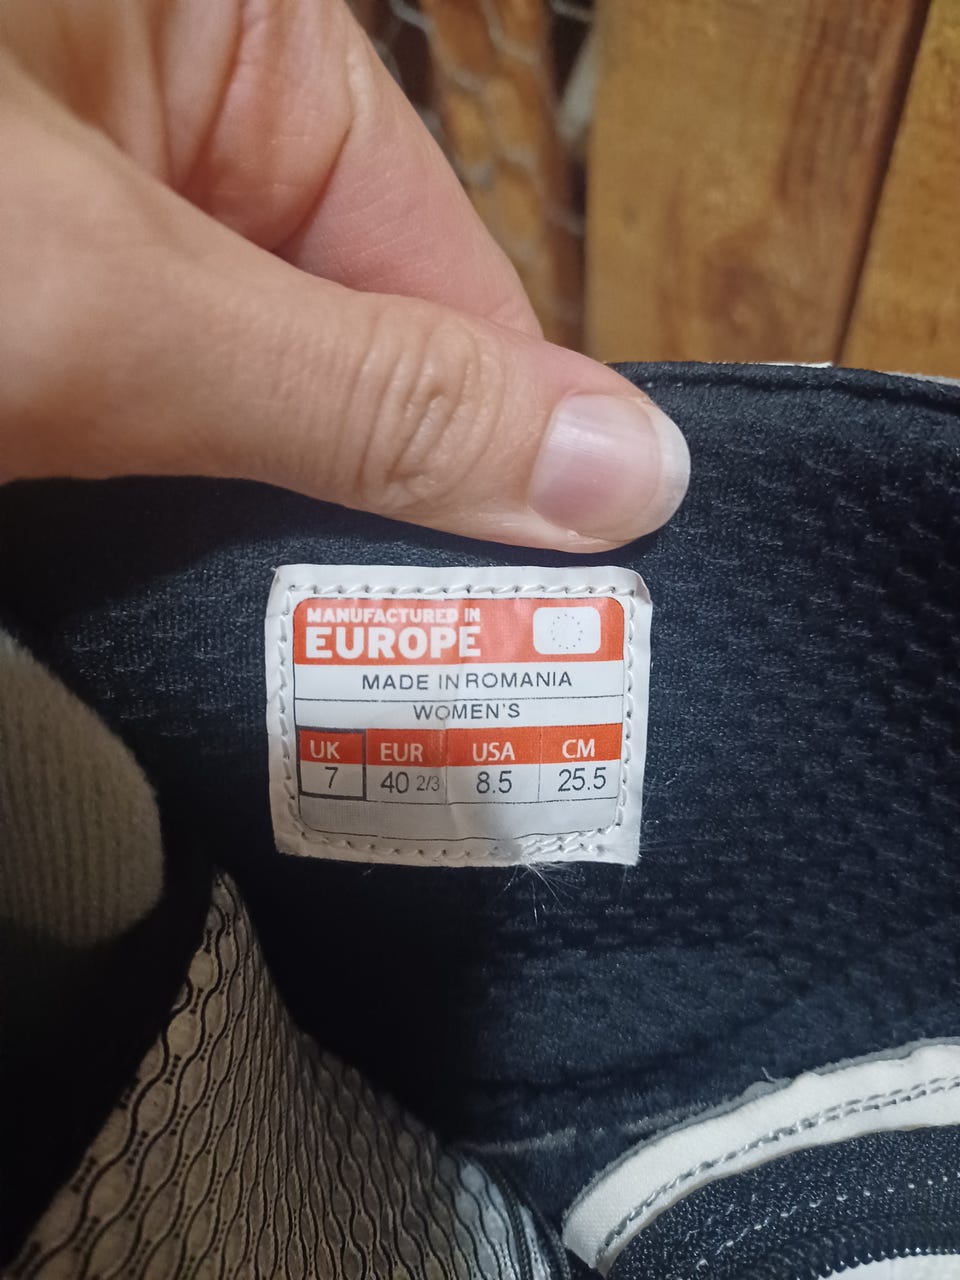 MANUFACTURED IN
EUROPE
MADE IN ROMANIA
WOMEN'S
UK EUR USA CM
7 40 2/3 8.5 25.5